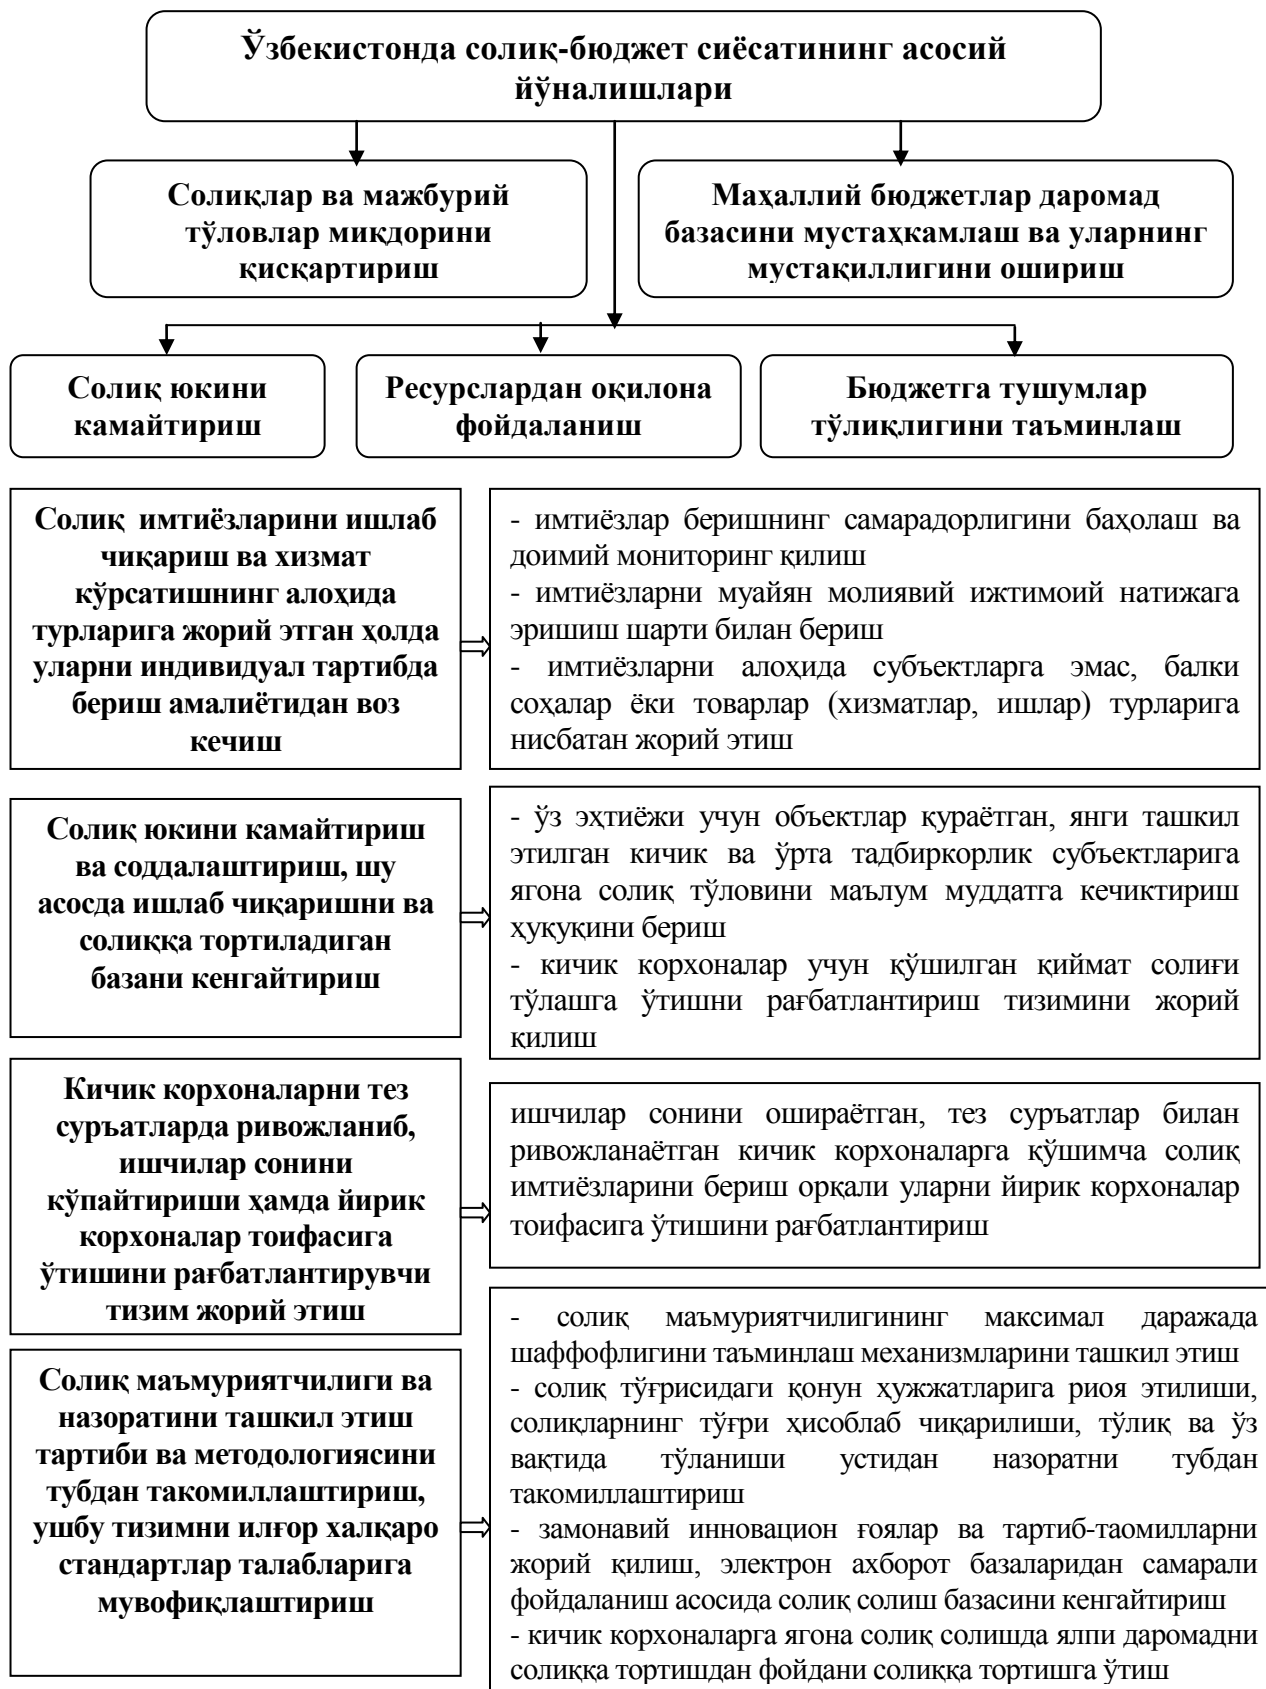 Ўзбекистонда солиқ-бюджет сиёсатининг асосий
йўналишлари
Солиқлар ва мажбурий
тўловлар миқдорини
қисқартириш
Маҳаллий бюджетлар даромад
базасини мустаҳкамлаш ва уларнинг
мустақиллигини ошириш
Солиқ юкини
камайтириш
Ресурслардан оқилона
фойдаланиш
Бюджетга тушумлар
тўлиқлигини таъминлаш
Солиқ имтиёзларини ишлаб
чиқариш ва хизмат
кўрсатишнинг алоҳида
турларига жорий этган ҳолда
уларни индивидуал тартибда
бериш амалиётидан воз
кечиш
- имтиёзлар беришнинг самарадорлигини баҳолаш ва
доимий мониторинг қилиш
- имтиёзларни муайян молиявий ижтимоий натижага
эришиш шарти билан бериш
- имтиёзларни алоҳида субъектларга эмас, балки
соҳалар ёки товарлар (хизматлар, ишлар) турларига
нисбатан жорий этиш
Солиқ юкини камайтириш
ва соддалаштириш, шу
асосда ишлаб чиқаришни ва
солиққа тортиладиган
базани кенгайтириш
- ўз эҳтиёжи учун объектлар қураётган, янги ташкил
этилган кичик ва ўрта тадбиркорлик субъектларига
ягона солиқ тўловини маълум муддатга кечиктириш
ҳуқуқини бериш
- кичик корхоналар учун қўшилган қиймат солиғи
тўлашга ўтишни рағбатлантириш тизимини жорий
қилиш
Кичик корхоналарни тез
суръатларда ривожланиб,
ишчилар сонини
кўпайтириши ҳамда йирик
корхоналар тоифасига
ўтишини рағбатлантирувчи
тизим жорий этиш
ишчилар сонини ошираётган, тез суръатлар билан
ривожланаётган кичик корхоналарга қўшимча солиқ
имтиёзларини бериш орқали уларни йирик корхоналар
тоифасига ўтишини рағбатлантириш
Солиқ маъмуриятчилиги ва
назоратини ташкил этиш
тартиби ва методологиясини
тубдан такомиллаштириш,
ушбу тизимни илғор халқаро
стандартлар талабларига
мувофиқлаштириш
- солиқ маъмуриятчилигининг максимал даражада
шаффофлигини таъминлаш механизмларини ташкил этиш
- солиқ тўғрисидаги қонун ҳужжатларига риоя этилиши,
солиқларнинг тўғри ҳисоблаб чиқарилиши, тўлиқ ва ўз
вақтида тўланиши устидан назоратни тубдан
такомиллаштириш
- замонавий инновацион ғоялар ва тартиб-таомилларни
жорий қилиш, электрон ахборот базаларидан самарали
фойдаланиш асосида солиқ солиш базасини кенгайтириш
- кичик корхоналарга ягона солиқ солишда ялпи даромадни
солиққа тортишдан фойдани солиққа тортишга ўтиш